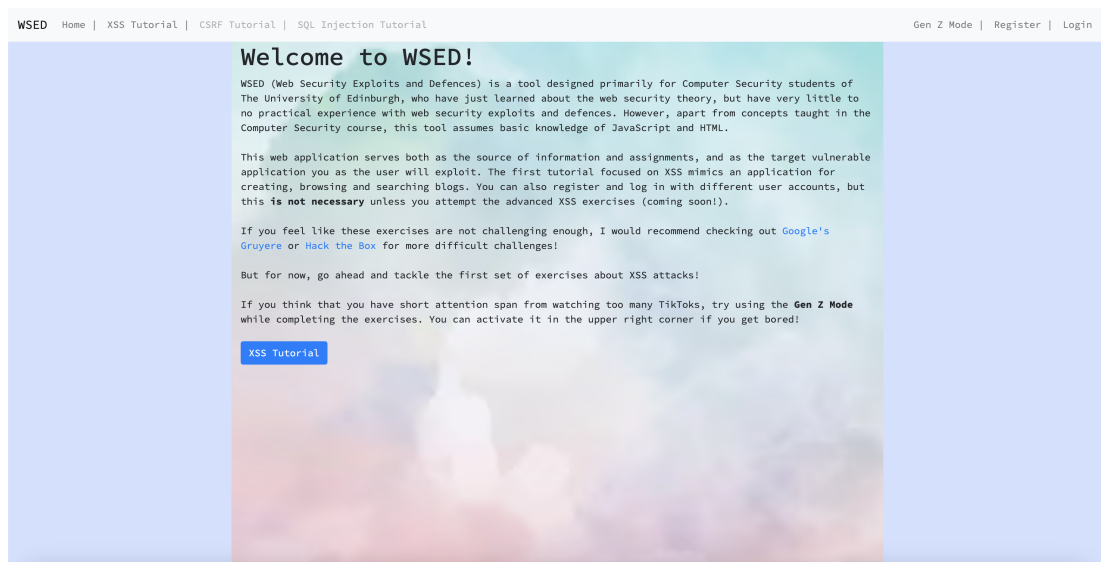 WSED Home | XSS Tutorial | CSRF Tutorial | SQL Injection Tutorial Gen Z Mode | Register | Login
Welcome to WSED!
WSED (Web Security Exploits and Defences) is a tool designed primarily for Computer Security students of
The University of Edinburgh, who have just learned about the web security theory, but have very little to
no practical experience with web security exploits and defences. However, apart from concepts taught in the
Computer Security course, this tool assumes basic knowledge of JavaScript and HTML.
This web application serves both as the source of information and assignments, and as the target vulnerable
application you as the user will exploit. The first tutorial focused on XSS mimics an application for
creating, browsing and searching blogs. You can also register and log in with different user accounts, but
this is not necessary unless you attempt the advanced XSS exercises (coming soon!).
If you feel like these exercises are not challenging enough, I would recommend checking out Google's
Gruyere or Hack the Box for more difficult challenges!
But for now, go ahead and tackle the first set of exercises about XSS attacks!
If you think that you have short attention span from watching too many TikToks, try using the Gen Z Mode
while completing the exercises. You can activate it in the upper right corner if you get bored!
XSS Tutorial